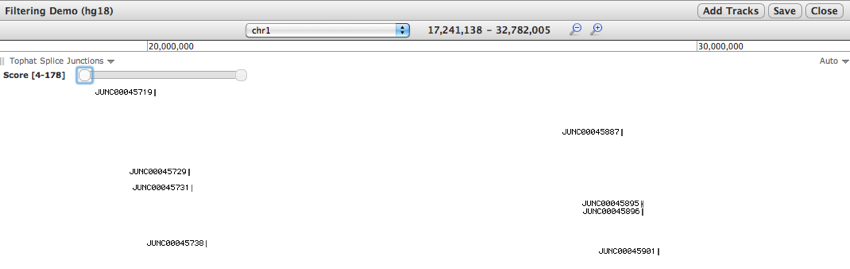 Filtering Demo (hg18) Add Tracks Save Close
chr1 17,241,138 - 32,782,005
20,000,000 30,000,000
Tophat Splice Junctions Auto
Score [4-178]
JUNC00045719
JUNC00045887
JUNC00045729
JUNC00045731
JUNC00045895
JUNC00045896
JUNC00045738
JUNC00045901